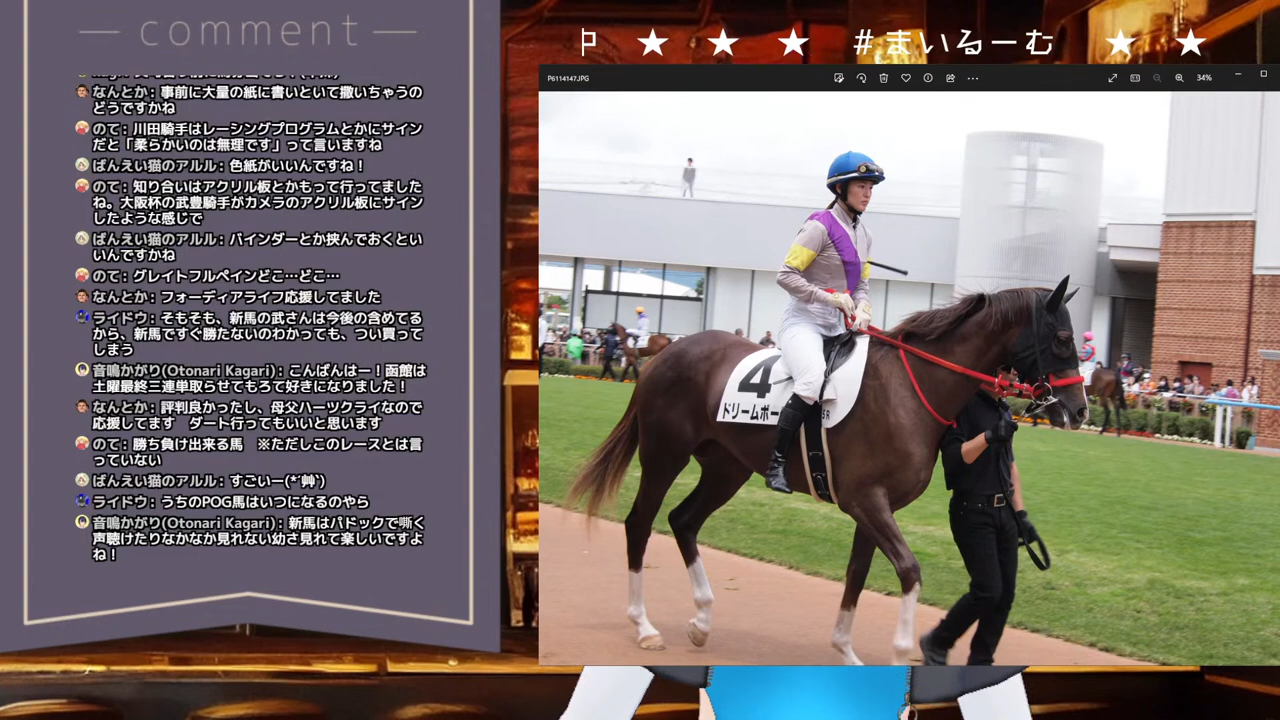 comment
なんとか : 事前に大量の紙に書いといて撒いちゃうの
どうですかね
のて : 川田騎手はレーシングプログラムとかにサイン
だと「柔らかいのは無理です」って言いますね
ばんえい猫のアルル : 色紙がいいんですね！
のて : 知り合いはアクリル板とかもって行ってました
ね。大阪杯の武豊騎手がカメラのアクリル板にサイン
したような感じで
ばんえい猫のアルル : バインダーとか挟んでおくとい
いんですかね
のて : グレイトフルペインどこ…どこ…
なんとか : フォーディアライフ応援してました
ライドウ : そもそも、新馬の武さんは今後の含めてる
から、新馬ですぐ勝たないのわかっても、つい買って
しまう
音鳴かがり(Otonari Kagari) : こんばんはー！函館は
土曜最終三連単取らせてもろて好きになりました！
なんとか : 評判良かったし、母父ハーツクライなので
応援してます　ダート行ってもいいと思います
のて : 勝ち負け出来る馬　※ただしこのレースとは言
っていない
ばんえい猫のアルル : すごいー(*´艸`)
ライドウ : うちのPOG馬はいつになるのやら
音鳴かがり(Otonari Kagari) : 新馬はパドックで嘶く
声聴けたりなかなか見れない幼さ見れて楽しいですよ
ね！
★ ★ ★ #まいるーむ ★ ★
P6114147.JPG
34%
4
ドリームボー